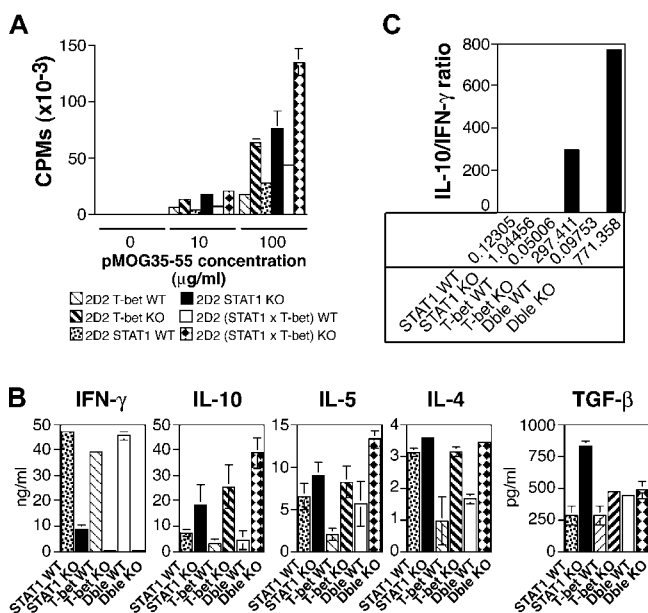 A
CPMs (x10-3)
150
100
50
0
0
10
100
pMOG35-55 concentration
(μg/ml)
2D2 T-bet WT
2D2 STAT1 KO
2D2 T-bet KO
2D2 (STAT1 x T-bet) WT
2D2 STAT1 WT
2D2 (STAT1 x T-bet) KO
C
IL-10/IFN-γ ratio
800
600
400
200
0
0.12305
1.04456
0.05006
297.411
0.09753
771.358
STAT1 WT
STAT1 KO
T-bet WT
T-bet KO
Dble WT
Dble KO
B
IFN-γ
ng/ml
50
40
30
20
10
0
STAT1 WT
STAT1 KO
T-bet WT
T-bet KO
Dble WT
Dble KO
IL-10
50
40
30
20
10
0
STAT1 WT
STAT1 KO
T-bet WT
T-bet KO
Dble WT
Dble KO
IL-5
15
10
5
0
STAT1 WT
STAT1 KO
T-bet WT
T-bet KO
Dble WT
Dble KO
IL-4
4
3
2
1
0
STAT1 WT
STAT1 KO
T-bet WT
T-bet KO
Dble WT
Dble KO
TGF-β
pg/ml
1000
750
500
250
0
STAT1 WT
STAT1 KO
T-bet WT
T-bet KO
Dble WT
Dble KO